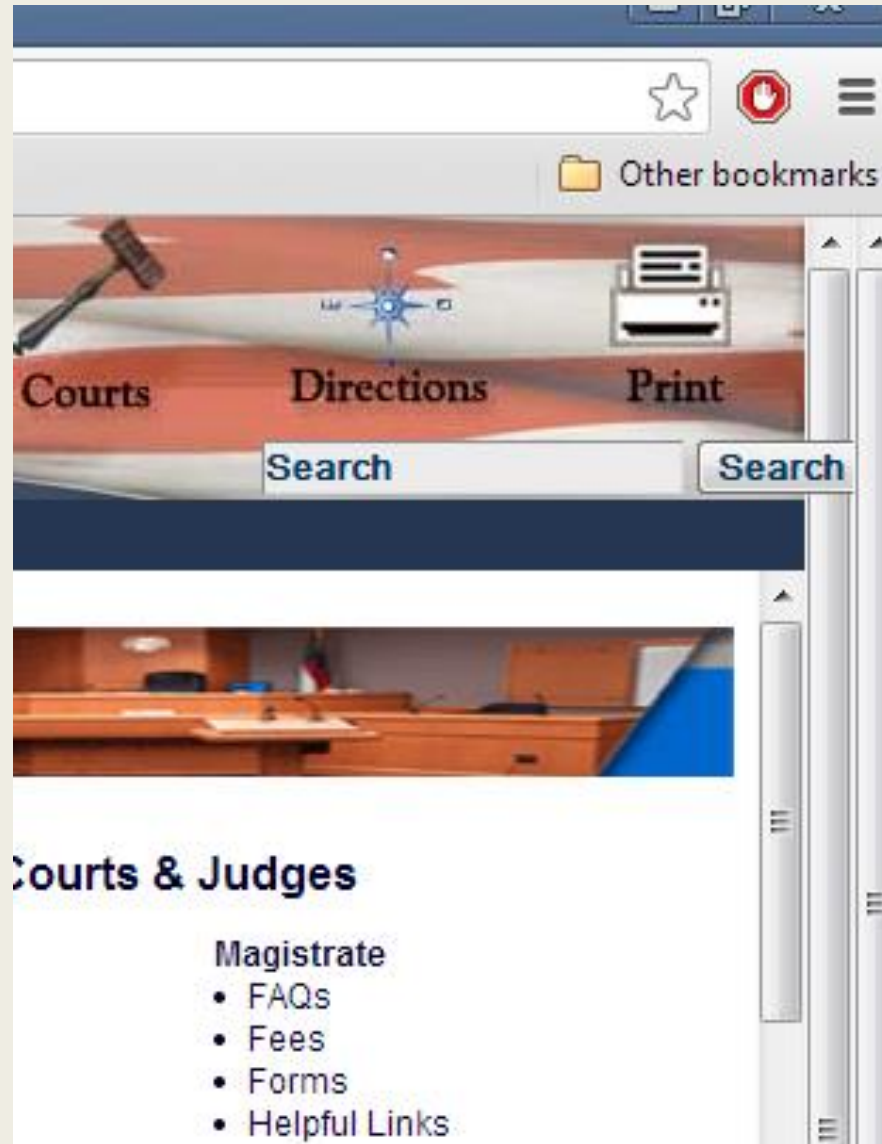 Other bookmarks
Courts Directions Print
Search Search
Courts & Judges
Magistrate
• FAQs
• Fees
• Forms
• Helpful Links